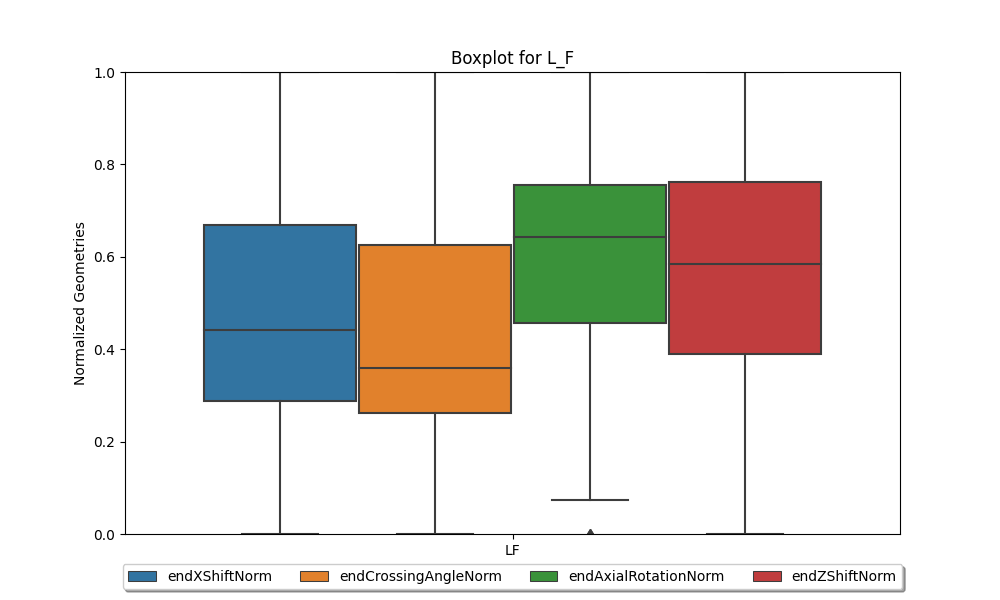 Boxplot for L_F
1.0
0.8
0.6
0.4
0.2
0.0
Normalized Geometries
LF
endXShiftNorm endCrossingAngleNorm endAxialRotationNorm endZShiftNorm